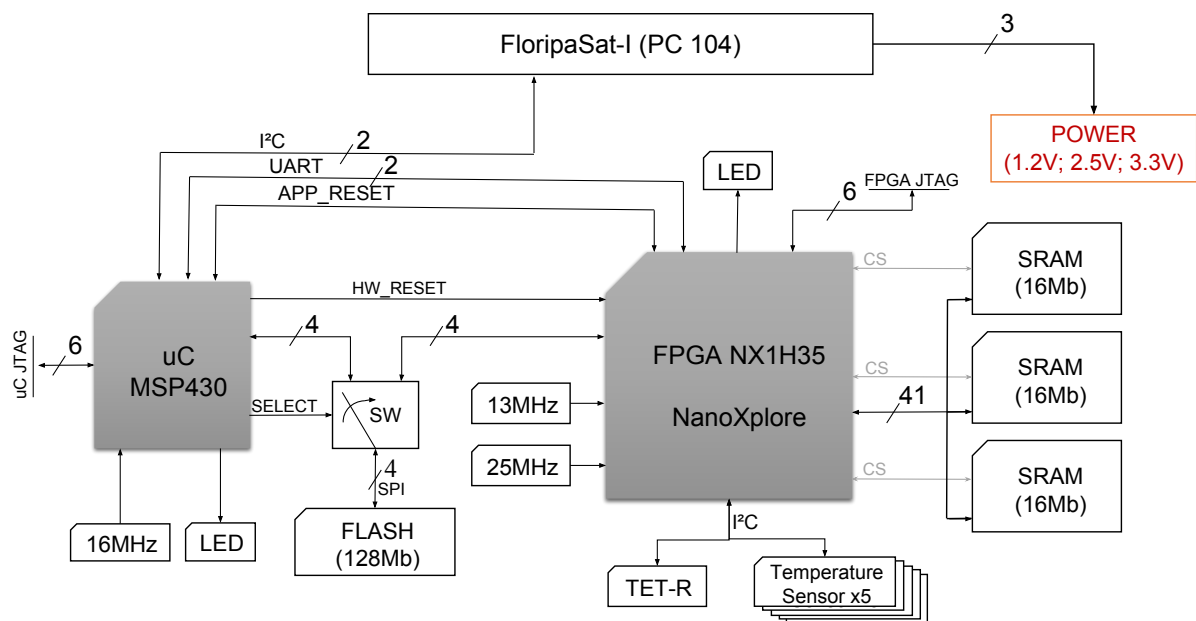 FloripaSat-I (PC 104)
3
POWER
(1.2V; 2.5V; 3.3V)
I²C
2
UART
2
APP_RESET
LED
6
FPGA JTAG
HW_RESET
4
4
uC JTAG
6
uC
MSP430
SELECT
SW
4
SPI
FLASH
(128Mb)
16MHz
LED
13MHz
25MHz
FPGA NX1H35
NanoXplore
CS
SRAM
(16Mb)
CS
41
SRAM
(16Mb)
CS
SRAM
(16Mb)
I²C
TET-R
Temperature
Sensor x5